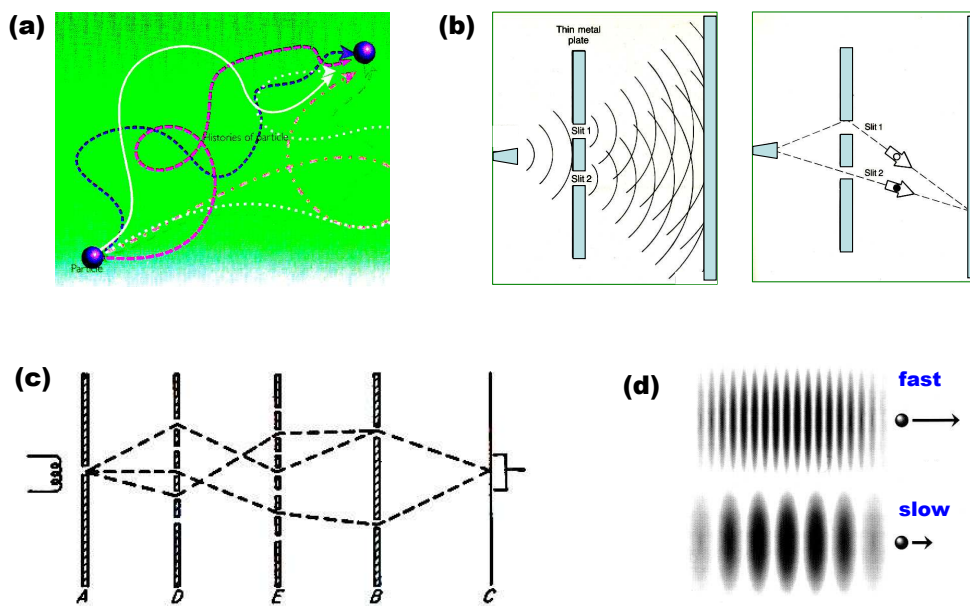 (a)
Histories of particle
Particle
(b)
Thin metal
plate
Slit 1
Slit 2
Slit 1
Slit 2
(c)
A
D
E
B
C
(d)
fast
slow